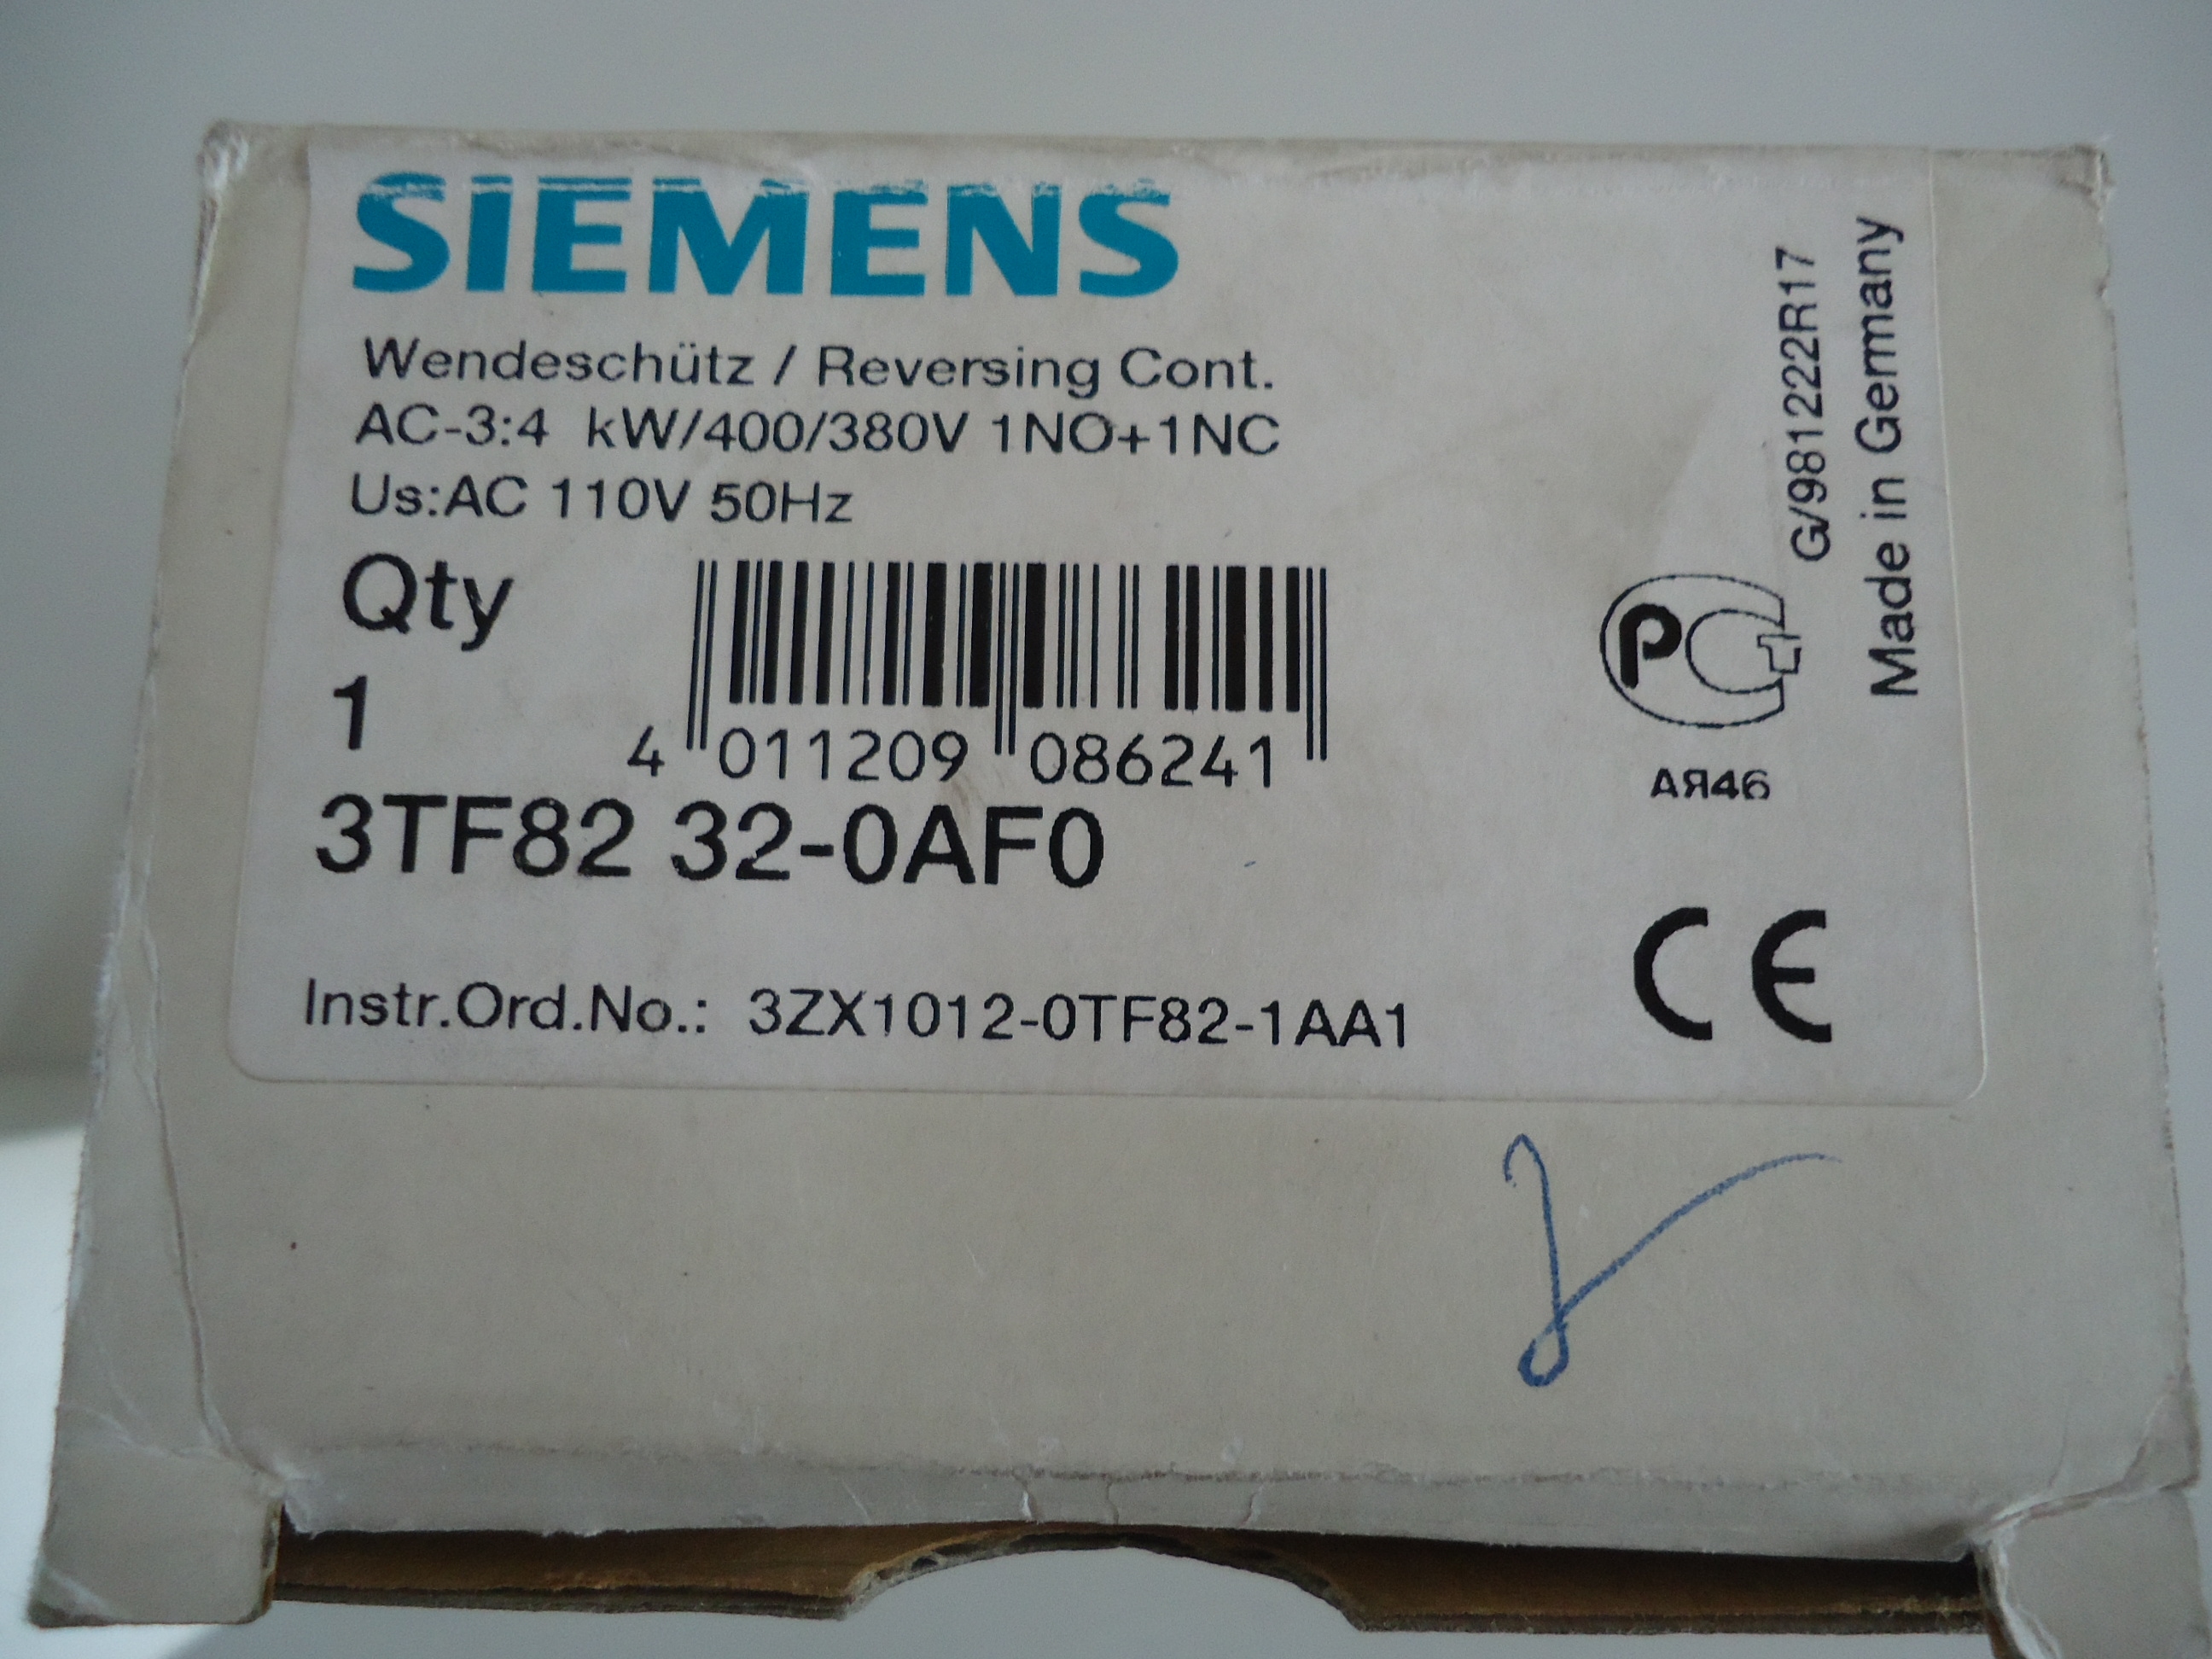 SIEMENS
Wendeschütz / Reversing Cont.
AC-3:4 kW/400/380V 1NO+1NC
Us:AC 110V 50Hz
Qty
1
4 011209 086241
3TF82 32-0AF0
Instr.Ord.No.: 3ZX1012-0TF82-1AA1
G/981222R17
Made in Germany
PC
АЯ46
CE